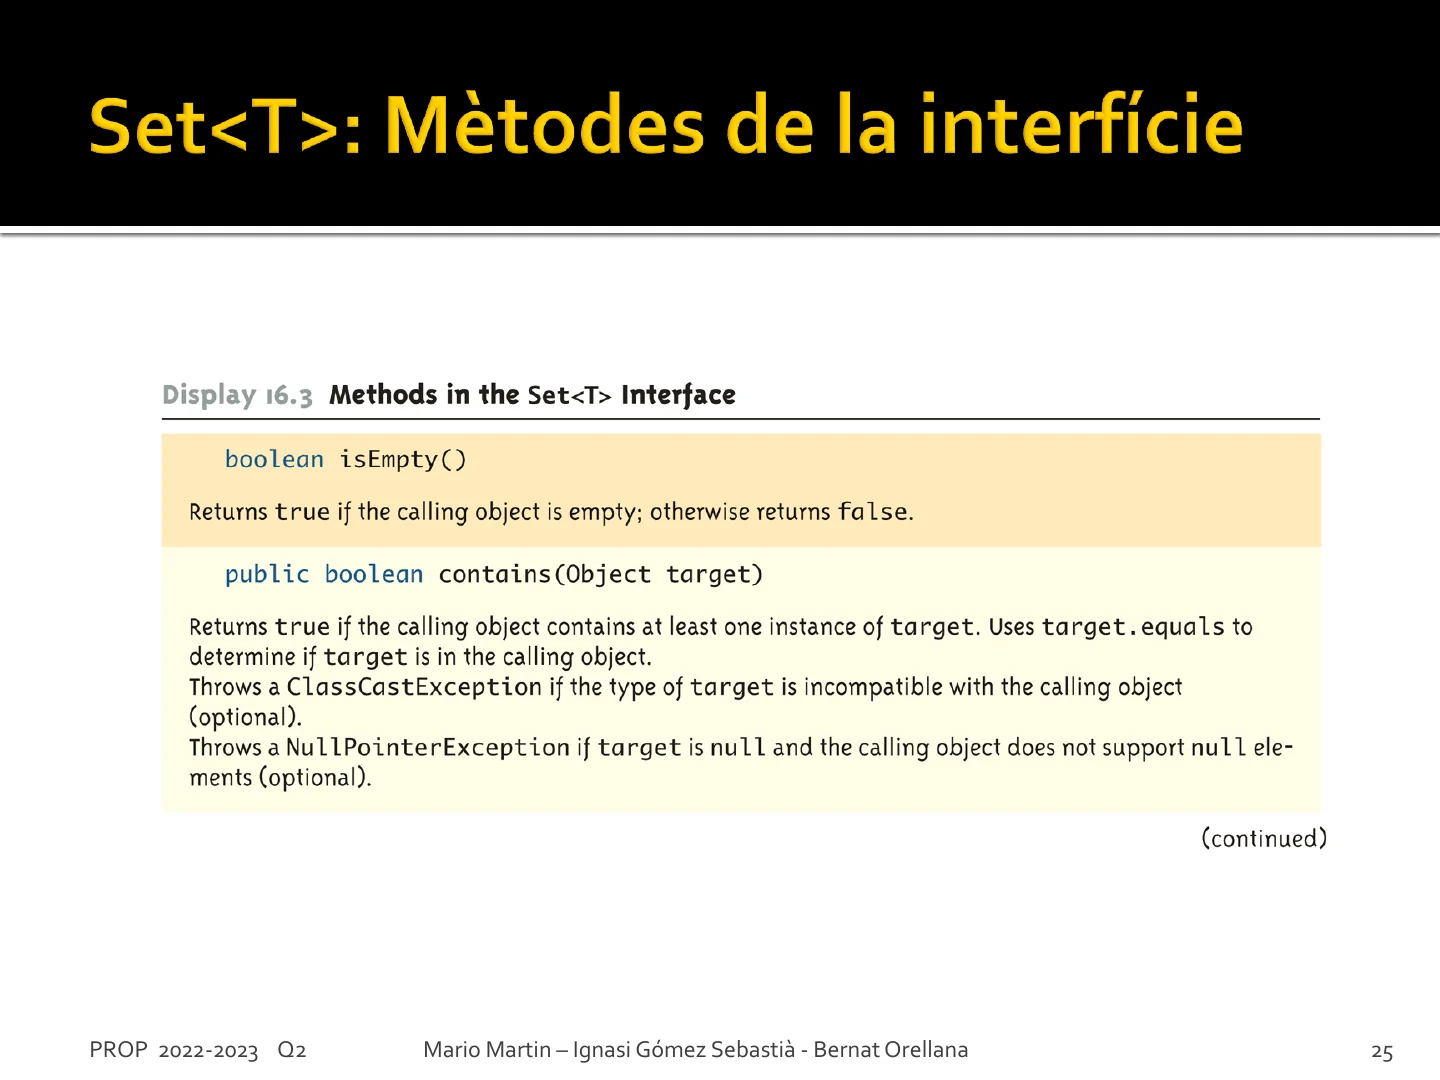 Set<T>: Mètodes de la interfície
Display 16.3 Methods in the Set<T> Interface
boolean isEmpty()
Returns true if the calling object is empty; otherwise returns false.
public boolean contains(Object target)
Returns true if the calling object contains at least one instance of target. Uses target.equals to
determine if target is in the calling object.
Throws a ClassCastException if the type of target is incompatible with the calling object
(optional).
Throws a NullPointerException if target is null and the calling object does not support null ele-
ments (optional).
(continued)
PROP 2022-2023 Q2 Mario Martin – Ignasi Gómez Sebastià - Bernat Orellana 25